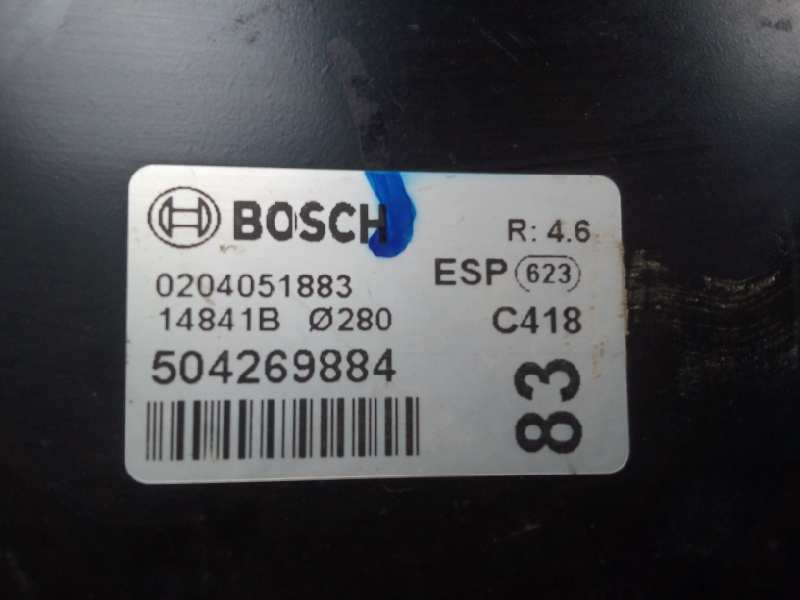 BOSCH R: 4.6
0204051883 ESP 623
14841B Ø280 C418
504269884
83